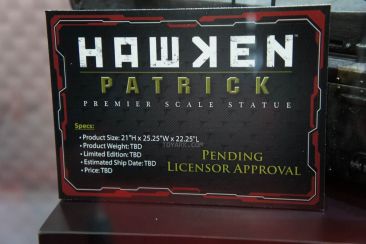 HAWKEN
PATRICK
PREMIER SCALE STATUE
Specs:
• Product Size: 21"H x 25.25"W x 22.25"L
• Product Weight: TBD
• Limited Edition: TBD
• Estimated Ship Date: TBD
• Price: TBD
TOYARK.COM
PENDING
LICENSOR APPROVAL